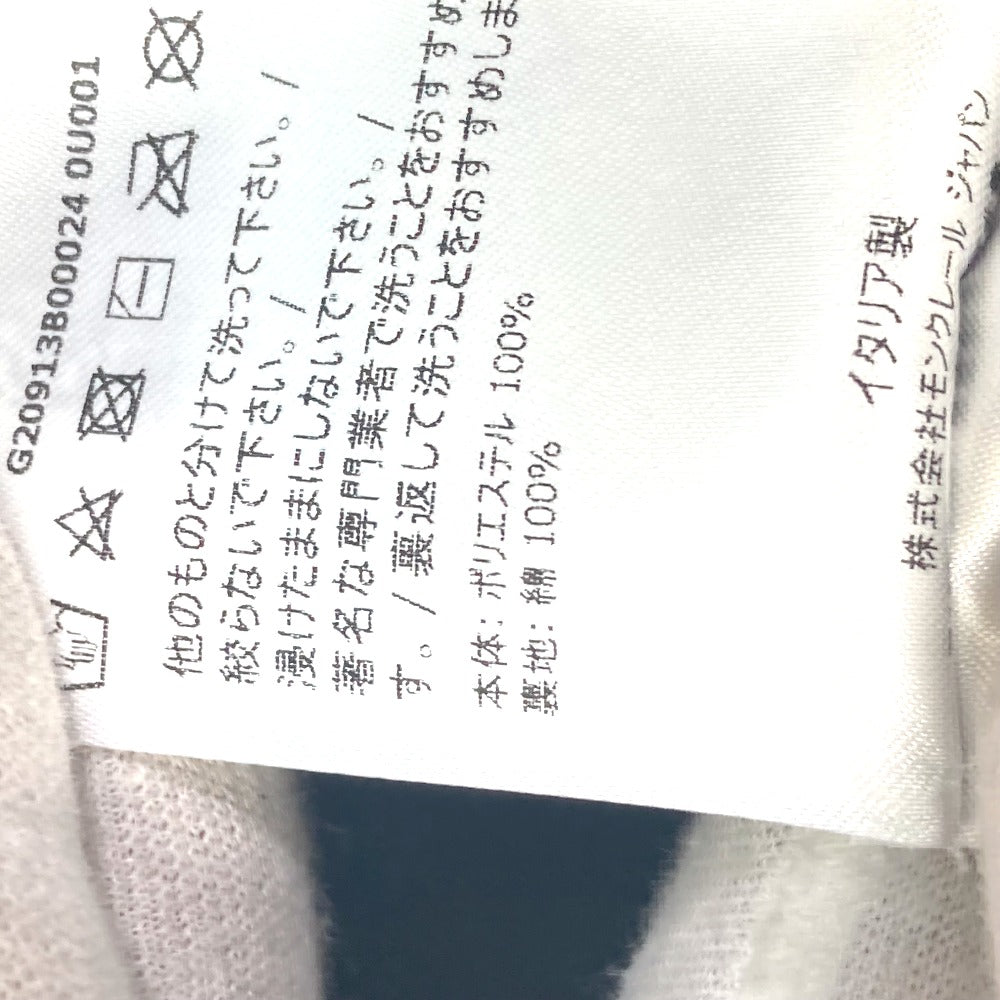 G20913B00024 0U001
他のものと分けて洗って下さい。/
絞らないで下さい。/
浸けたままにしないで下さい。/
著名な専門業者で洗うことをおすすめ
す。/ 裏返して洗うことをおすすめしま
本体: ポリエステル 100%
裏地: 綿 100%
イタリア製
株式会社モンクレール ジャパン